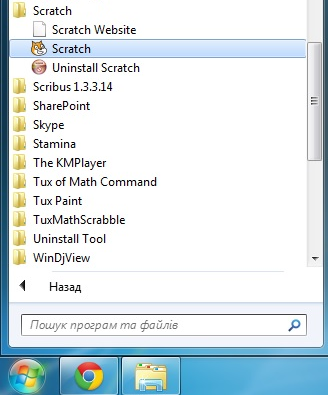 Scratch
Scratch Website
Scratch
Uninstall Scratch
Scribus 1.3.3.14
SharePoint
Skype
Stamina
The KMPlayer
Tux of Math Command
Tux Paint
TuxMathScrabble
Uninstall Tool
WinDjView
Назад
Пошук програм та файлів